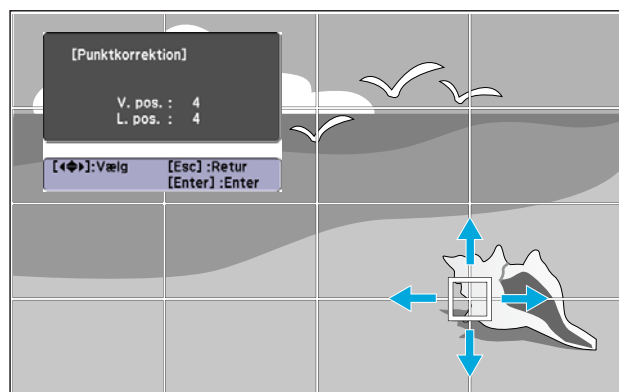 [Punktkorrektion]
V. pos. : 4
L. pos. : 4
[◂◆▸]:Vælg [Esc] :Retur
[Enter] :Enter